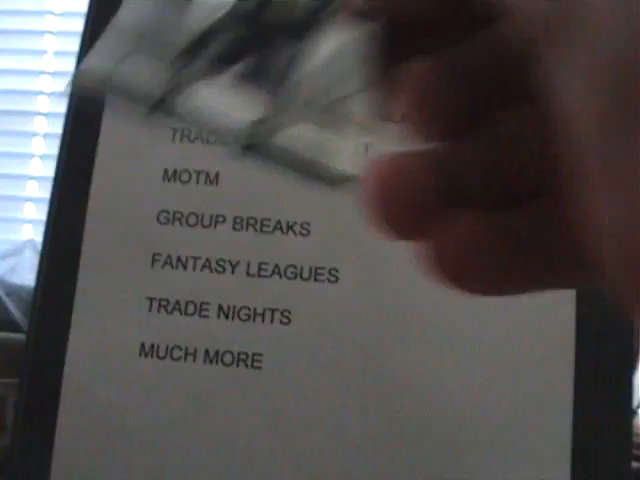 MOTM
GROUP BREAKS
FANTASY LEAGUES
TRADE NIGHTS
MUCH MORE